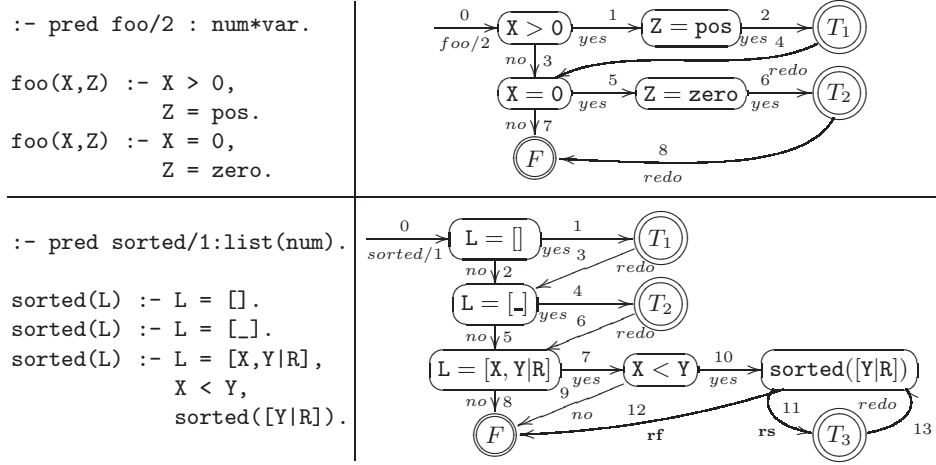 :- pred foo/2 : num*var.
foo(X,Z) :- X > 0,
Z = pos.
foo(X,Z) :- X = 0,
Z = zero.
0 1 2
foo/2 X > 0 yes Z = pos yes T1
no 3 4
redo
X = 0 5 yes Z = zero 6 yes T2
no 7
F 8
redo
:- pred sorted/1:list(num).
sorted(L) :- L = [].
sorted(L) :- L = [_].
sorted(L) :- L = [X,Y|R],
X < Y,
sorted([Y|R]).
0 1
sorted/1 L = [] yes T1
no 2 3 redo
L = [_] 4 yes T2
no 5 6 redo
L = [X, Y|R] 7 yes X < Y 10 yes sorted([Y|R])
no 8 9 no 12 11 redo
F rf rs T3 13